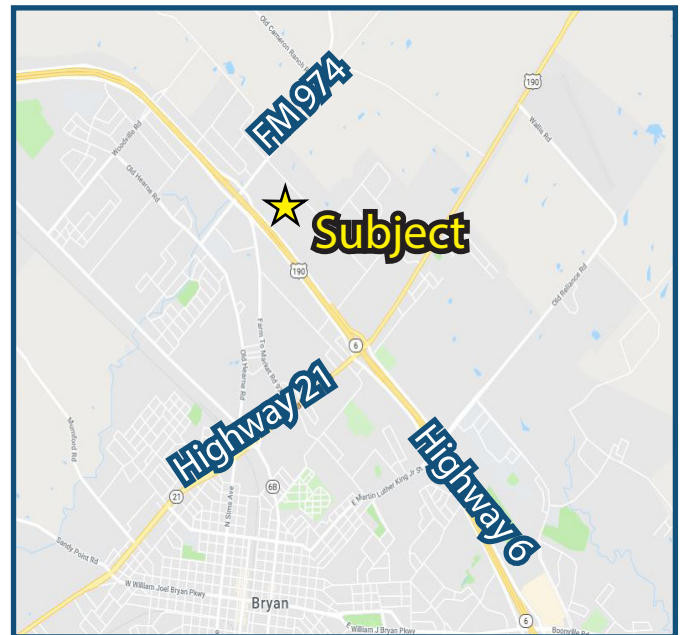 Old Cameron Ranch R
FM 974
190
Woodville Rd
Wallis Rd
Old Hearne Rd
Subject
190
Old Reliance Rd
Farm To Market Rd 9
6
Old Hearne Rd
Highway 21
Mumford Rd
Highway 6
E Martin Luther King Jr St
6B
21
N Sims Ave
Sandy Point Rd
W William Joel Bryan Pkwy
Bryan
E William J Bryan Pkwy
6
Boonville Rd